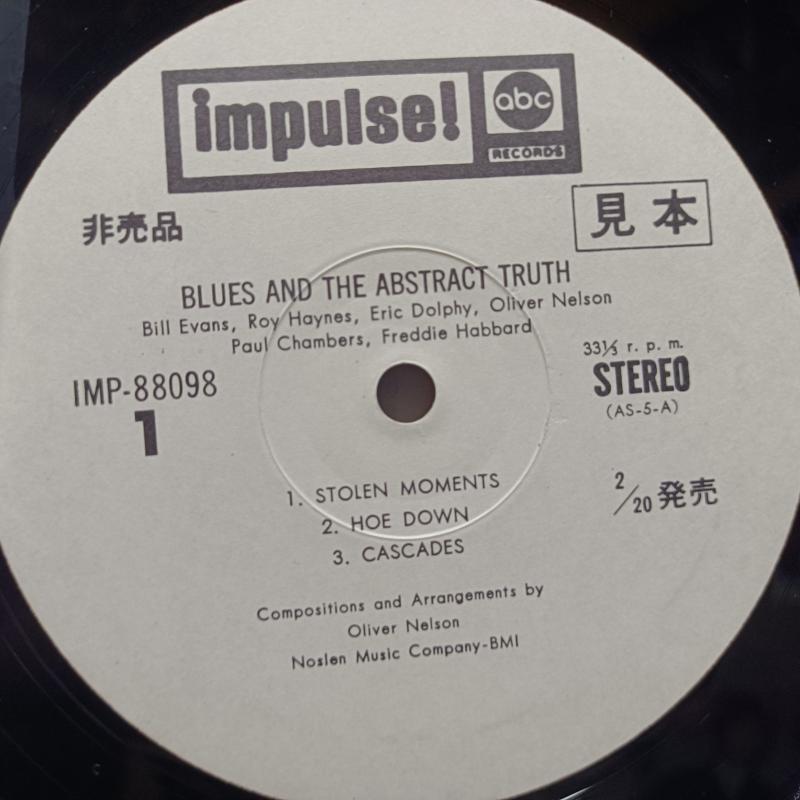 impulse!
abc
RECORDS
非売品
見本
BLUES AND THE ABSTRACT TRUTH
Bill Evans, Roy Haynes, Eric Dolphy, Oliver Nelson
Paul Chambers, Freddie Habbard
IMP-88098
1
33⅓ r. p. m.
STEREO
(AS-5-A)
1. STOLEN MOMENTS
2. HOE DOWN
3. CASCADES
2/20 発売
Compositions and Arrangements by
Oliver Nelson
Noslen Music Company-BMI